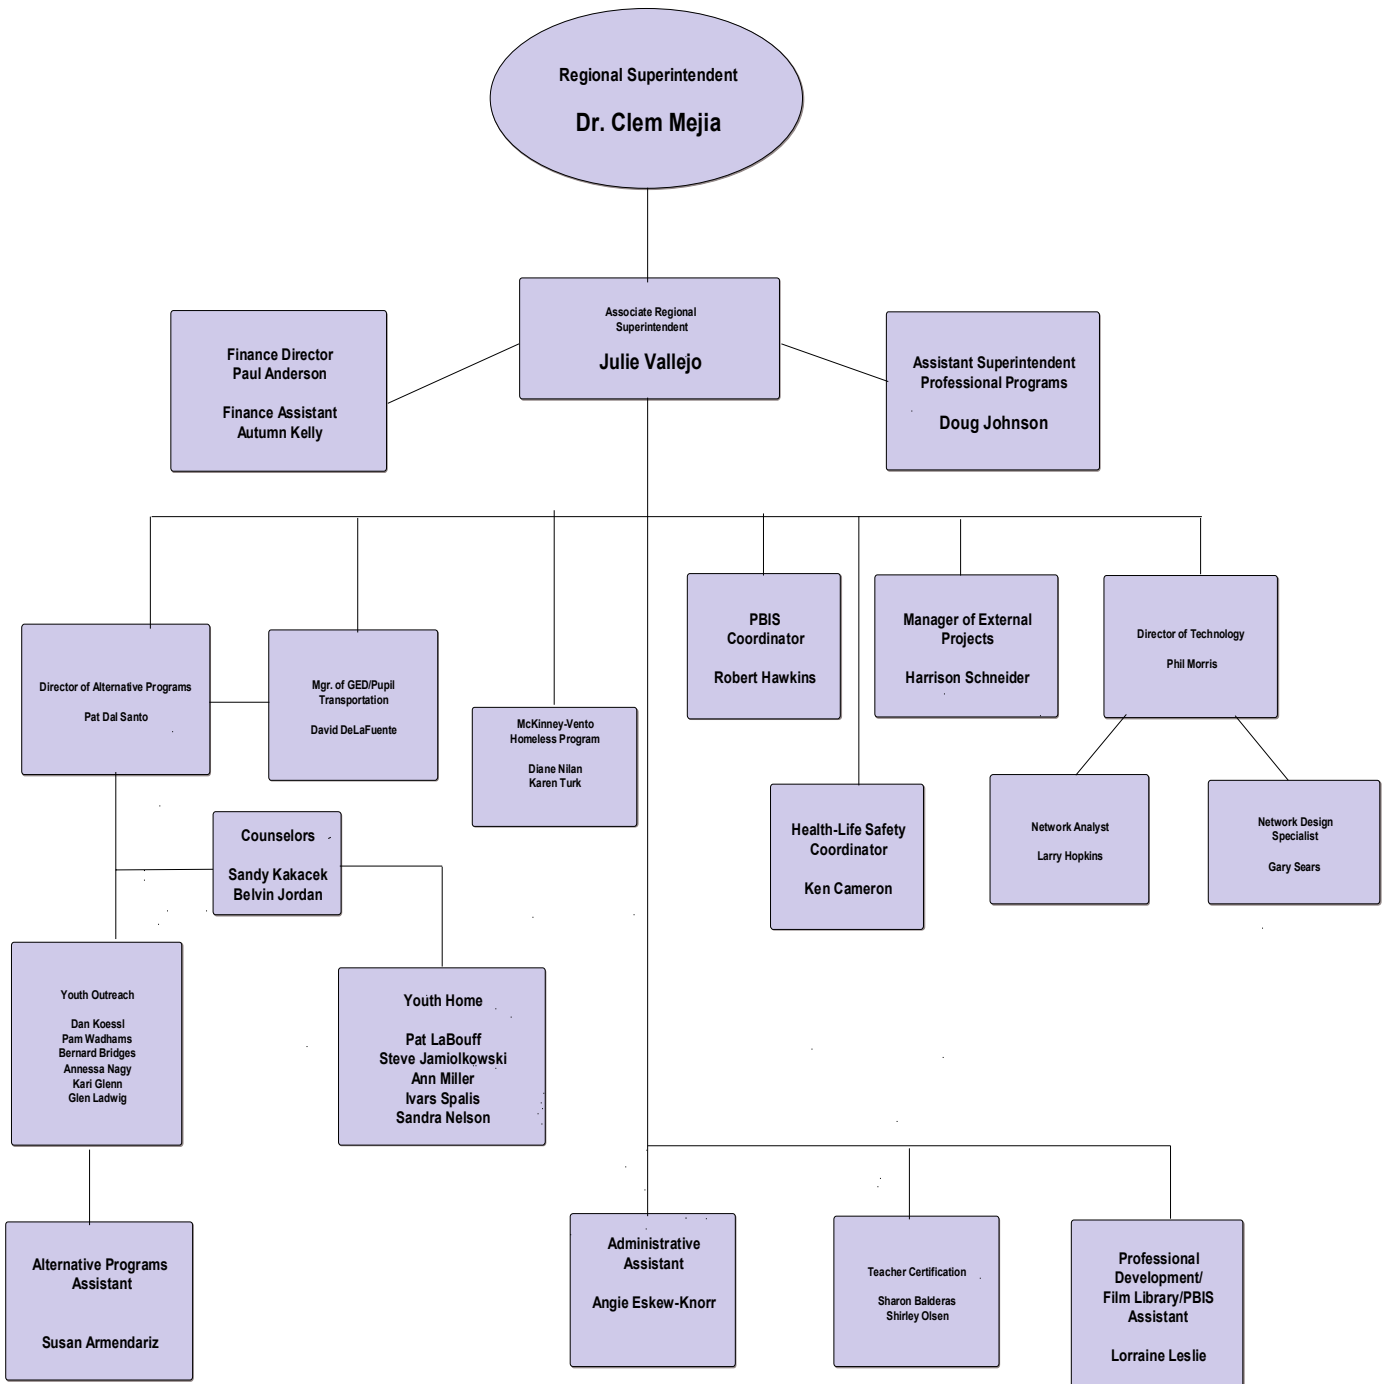 Regional Superintendent
Dr. Clem Mejia
Associate Regional
Superintendent
Julie Vallejo
Finance Director
Paul Anderson
Finance Assistant
Autumn Kelly
Assistant Superintendent
Professional Programs
Doug Johnson
Director of Alternative Programs
Pat Dal Santo
Mgr. of GED/Pupil
Transportation
David DeLaFuente
McKinney-Vento
Homeless Program
Diane Nilan
Karen Turk
PBIS
Coordinator
Robert Hawkins
Manager of External
Projects
Harrison Schneider
Director of Technology
Phil Morris
Health-Life Safety
Coordinator
Ken Cameron
Network Analyst
Larry Hopkins
Network Design
Specialist
Gary Sears
Counselors
Sandy Kakacek
Belvin Jordan
Youth Outreach
Dan Koessl
Pam Wadhams
Bernard Bridges
Annessa Nagy
Kari Glenn
Glen Ladwig
Youth Home
Pat LaBouff
Steve Jamiolkowski
Ann Miller
Ivars Spalis
Sandra Nelson
Alternative Programs
Assistant
Susan Armendariz
Administrative
Assistant
Angie Eskew-Knorr
Teacher Certification
Sharon Balderas
Shirley Olsen
Professional
Development/
Film Library/PBIS
Assistant
Lorraine Leslie